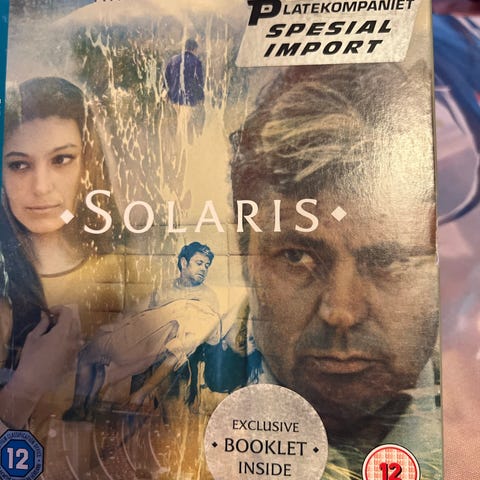 PLATEKOMPANIET
SPESIAL
IMPORT
SOLARIS
EXCLUSIVE
• BOOKLET •
INSIDE
12
12